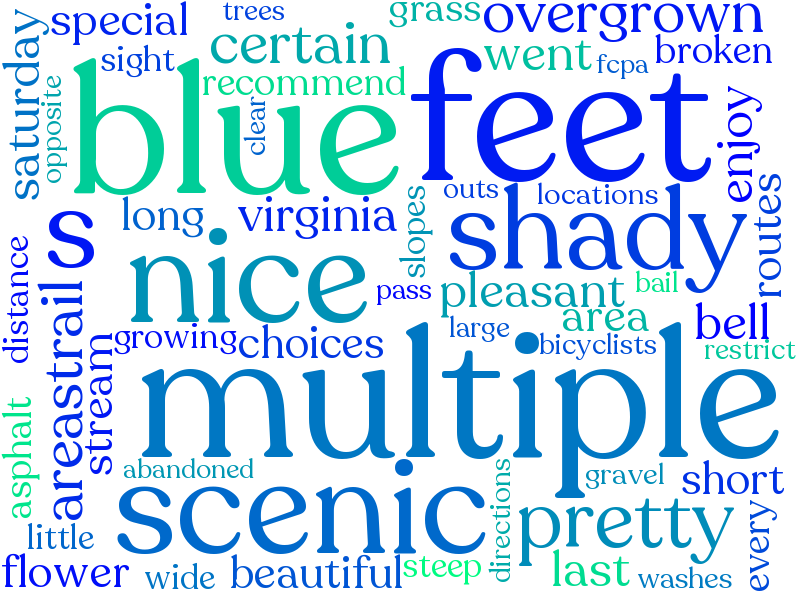 trees
grass
overgrown
special
certain
went
broken
sight
fcpa
saturday
recommend
opposite
blue
clear
feet
enjoy
outs
locations
long
virginia
slopes
shady
routes
s
nice
distance
pass
pleasant
bail
area
bell
areastrail
growing
choices
large
bicyclists
restrict
stream
multiple
asphalt
abandoned
scenic
directions
gravel
short
pretty
little
every
flower
wide
beautiful
steep
last
washes